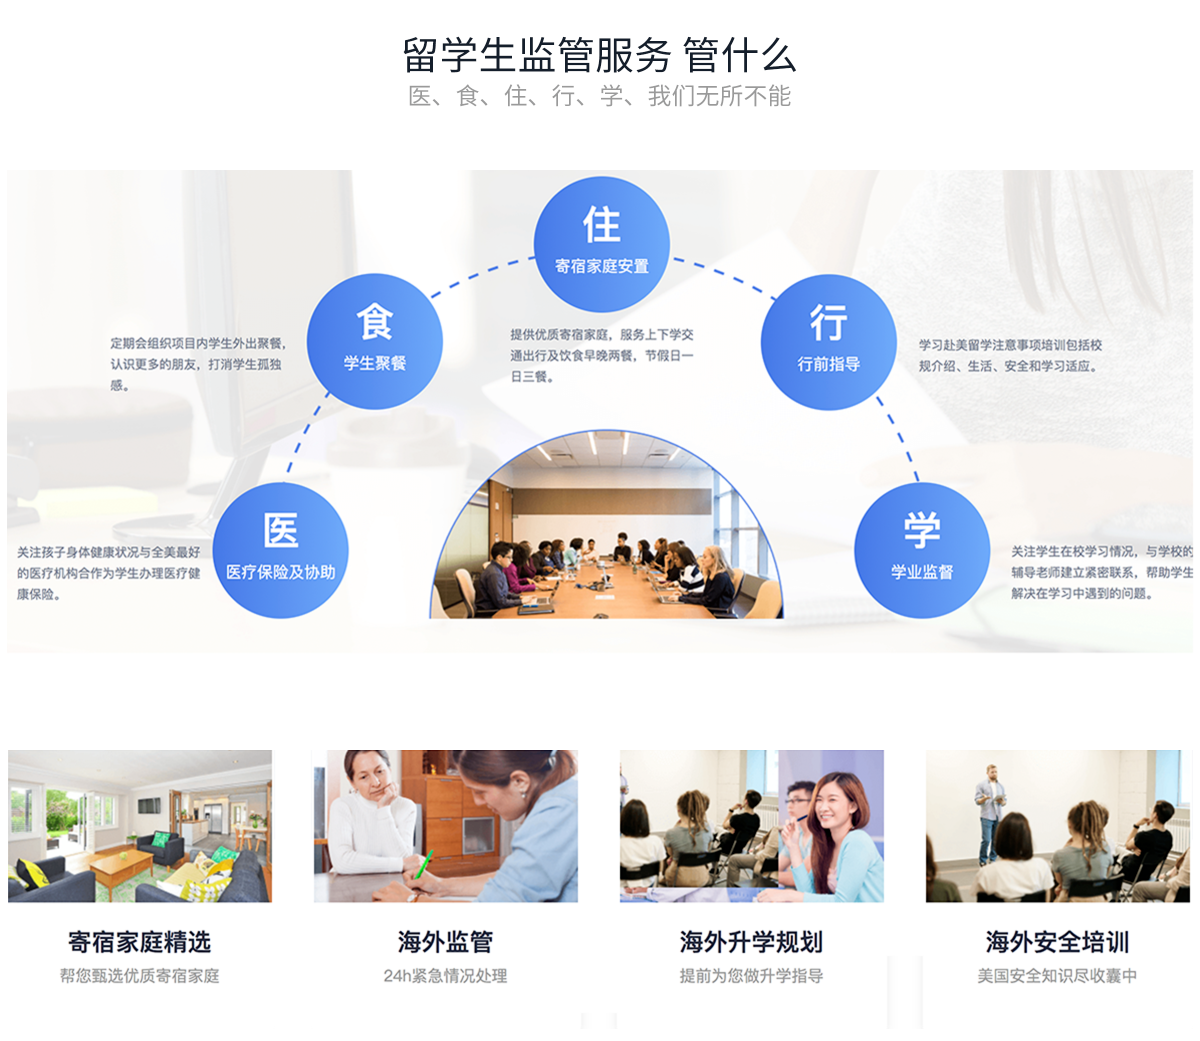 留学生监管服务 管什么
医、食、住、行、学、我们无所不能
住
寄宿家庭安置
提供优质寄宿家庭，服务上下学交
通出行及饮食早晚两餐，节假日一
日三餐。
食
学生聚餐
定期会组织项目内学生外出聚餐，
认识更多的朋友，打消学生孤独
感。
行
行前指导
学习赴美留学注意事项培训包括校
规介绍、生活、安全和学习适应。
医
医疗保险及协助
关注孩子身体健康状况与全美最好
的医疗机构合作为学生办理医疗健
康保险。
学
学业监督
关注学生在校学习情况，与学校的
辅导老师建立紧密联系，帮助学生
解决在学习中遇到的问题。
寄宿家庭精选
帮您甄选优质寄宿家庭
海外监管
24h紧急情况处理
海外升学规划
提前为您做升学指导
海外安全培训
美国安全知识尽收囊中